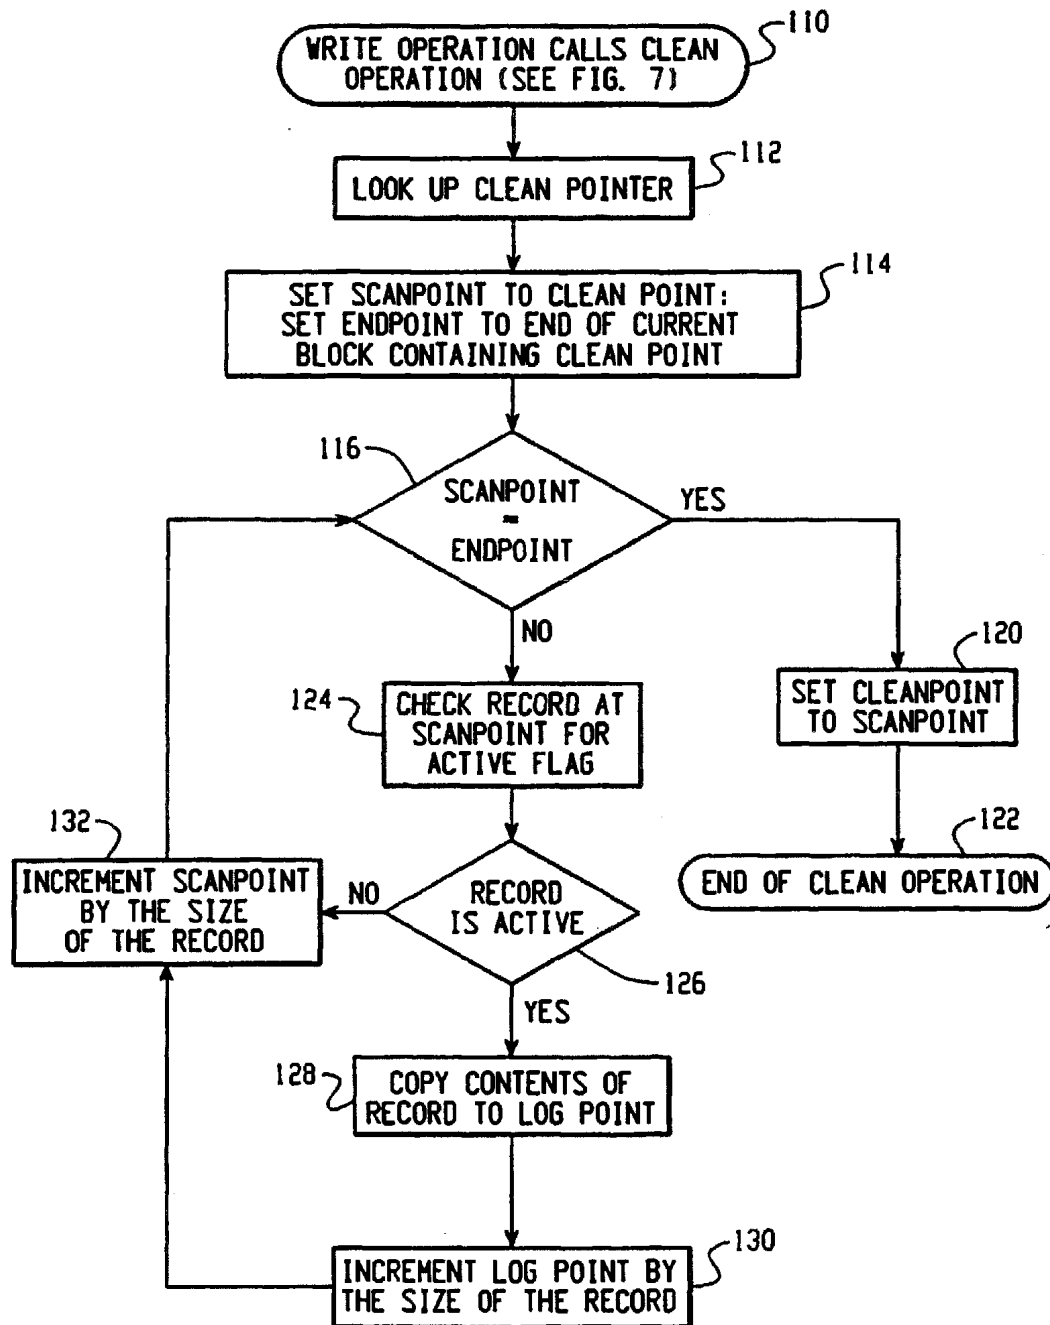 110
WRITE OPERATION CALLS CLEAN
OPERATION (SEE FIG. 7)
112
LOOK UP CLEAN POINTER
114
SET SCANPOINT TO CLEAN POINT:
SET ENDPOINT TO END OF CURRENT
BLOCK CONTAINING CLEAN POINT
116
SCANPOINT
=
ENDPOINT
YES
NO
120
SET CLEANPOINT
TO SCANPOINT
124
CHECK RECORD AT
SCANPOINT FOR
ACTIVE FLAG
122
END OF CLEAN OPERATION
132
INCREMENT SCANPOINT
BY THE SIZE
OF THE RECORD
NO
RECORD
IS ACTIVE
126
YES
128
COPY CONTENTS OF
RECORD TO LOG POINT
130
INCREMENT LOG POINT BY
THE SIZE OF THE RECORD